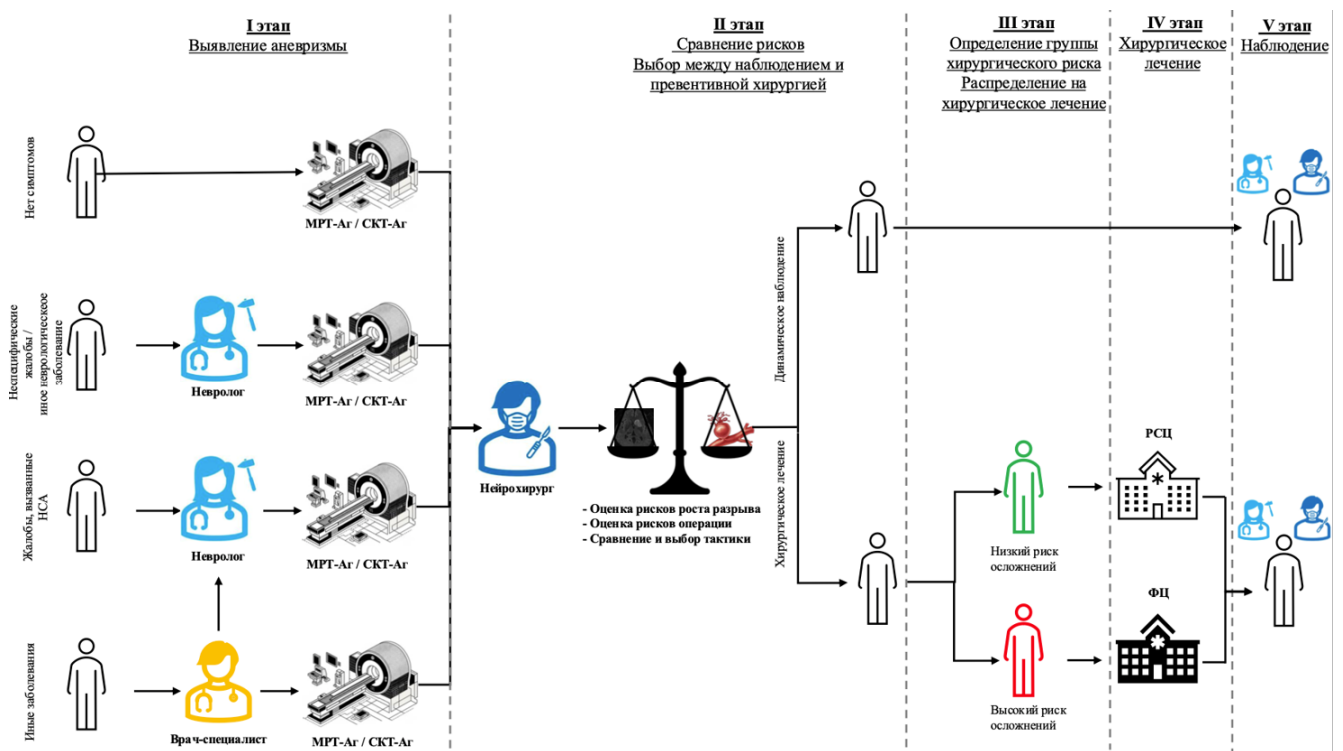 I этап
Выявление аневризмы
II этап
Сравнение рисков
Выбор между наблюдением и
превентивной хирургией
III этап
Определение группы
хирургического риска
Распределение на
хирургическое лечение
IV этап
Хирургическое
лечение
V этап
Наблюдение
Нет симптомов
МРТ-Аг / СКТ-Аг
Неспецифические
жалобы /
иное неврологическеое
заболевание
Невролог
МРТ-Аг / СКТ-Аг
Жалобы, вызванные
НСА
Невролог
МРТ-Аг / СКТ-Аг
Иные заболевания
Врач-специалист
МРТ-Аг / СКТ-Аг
Нейрохирург
- Оценка рисков роста разрыва
- Оценка рисков операции
- Сравнение и выбор тактики
Динамическое наблюдение
Хирургическое лечение
Низкий риск
осложнений
Высокий риск
осложнений
РСЦ
ФЦ